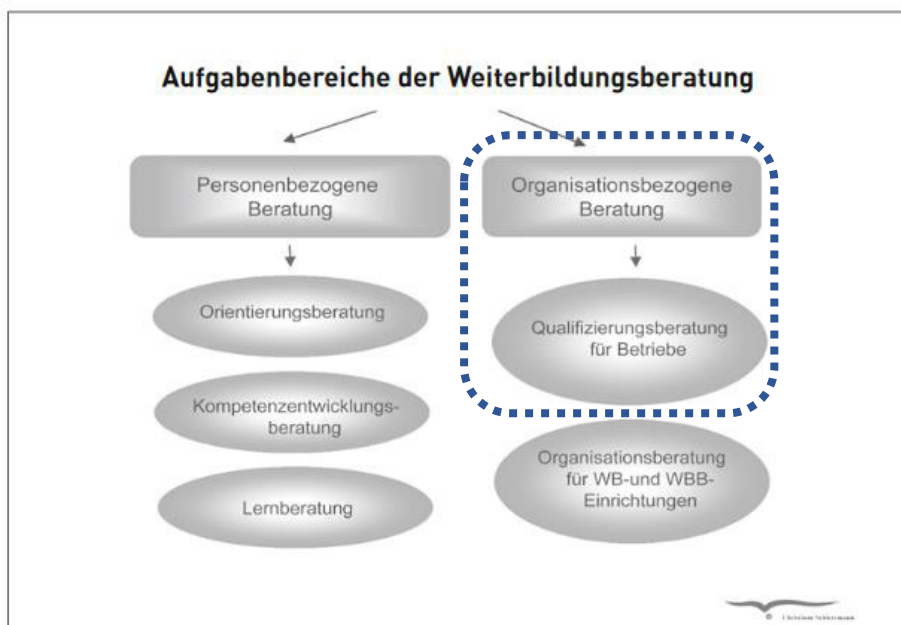 Aufgabenbereiche der Weiterbildungsberatung
Personenbezogene
Beratung
Orientierungsberatung
Kompetenzentwicklungs-
beratung
Lernberatung
Organisationsbezogene
Beratung
Qualifizierungsberatung
für Betriebe
Organisationsberatung
für WB-und WBB-
Einrichtungen